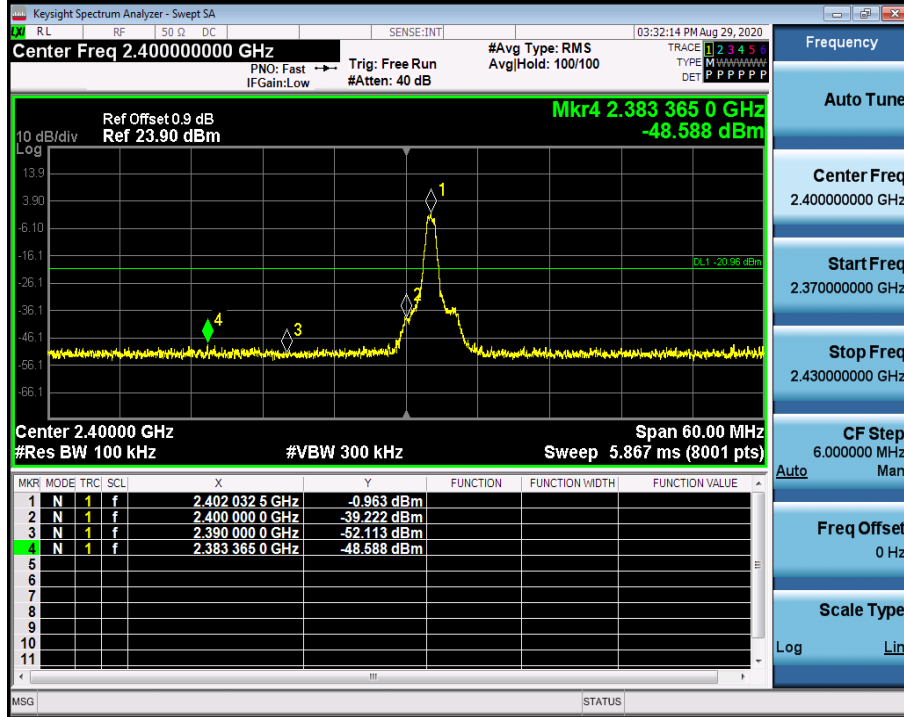 Keysight Spectrum Analyzer - Swept SA
LXI RL RF 50 Ω DC SENSE:INT 03:32:14 PM Aug 29, 2020
Center Freq 2.400000000 GHz
PNO: Fast
IFGain:Low
Trig: Free Run
#Atten: 40 dB
#Avg Type: RMS
Avg|Hold: 100/100
TRACE 1 2 3 4 5 6
TYPE M WWWWW
DET P P P P P P
Frequency
Mkr4 2.383 365 0 GHz
-48.588 dBm
Ref Offset 0.9 dB
10 dB/div Ref 23.90 dBm
Log
13.9
3.90
-6.10
-16.1
-26.1
-36.1
-46.1
-56.1
-66.1
1
2
3
4
DL1 -20.96 dBm
Center 2.40000 GHz Span 60.00 MHz
#Res BW 100 kHz #VBW 300 kHz Sweep 5.867 ms (8001 pts)
MKR MODE TRC SCL X Y FUNCTION FUNCTION WIDTH FUNCTION VALUE
1 N 1 f 2.402 032 5 GHz -0.963 dBm
2 N 1 f 2.400 000 0 GHz -39.222 dBm
3 N 1 f 2.390 000 0 GHz -52.113 dBm
4 N 1 f 2.383 365 0 GHz -48.588 dBm
5
6
7
8
9
10
11
MSG STATUS
Auto Tune
Center Freq
2.400000000 GHz
Start Freq
2.370000000 GHz
Stop Freq
2.430000000 GHz
CF Step
6.000000 MHz
Auto Man
Freq Offset
0 Hz
Scale Type
Log Lin